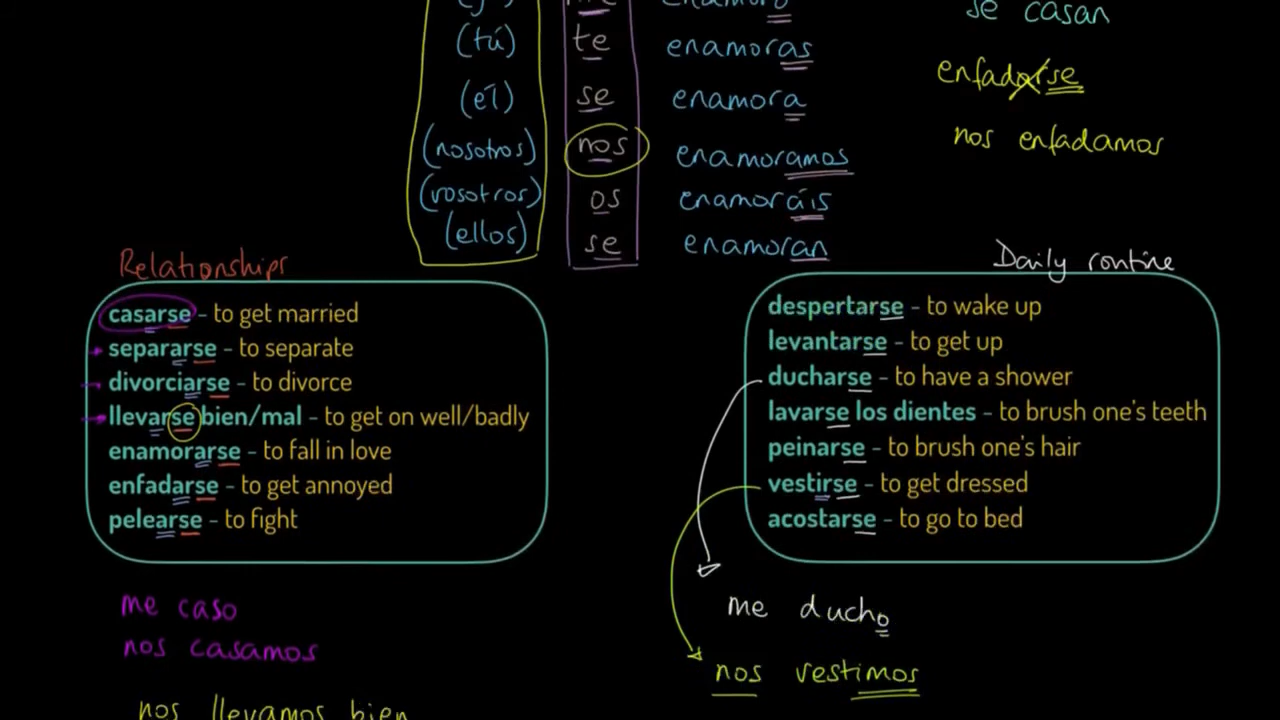 enamoro
se casan
(tú) te enamoras
enfadarse
(él) se enamora
(nosotros) nos enamoramos
nos enfadamos
(vosotros) os enamoráis
(ellos) se enamoran
Relationships
casarse - to get married
separarse - to separate
divorciarse - to divorce
llevarse bien/mal - to get on well/badly
enamorarse - to fall in love
enfadarse - to get annoyed
pelearse - to fight
me caso
nos casamos
nos llevamos bien
Daily routine
despertarse - to wake up
levantarse - to get up
ducharse - to have a shower
lavarse los dientes - to brush one's teeth
peinarse - to brush one's hair
vestirse - to get dressed
acostarse - to go to bed
me ducho
nos vestimos